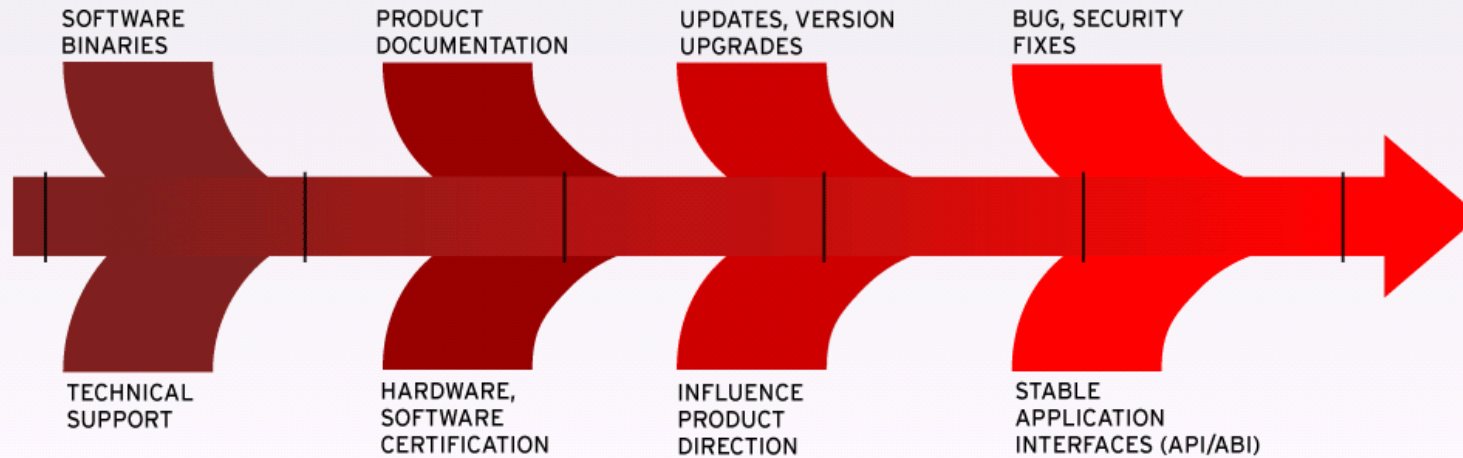 SOFTWARE
BINARIES
PRODUCT
DOCUMENTATION
UPDATES, VERSION
UPGRADES
BUG, SECURITY
FIXES
TECHNICAL
SUPPORT
HARDWARE,
SOFTWARE
CERTIFICATION
INFLUENCE
PRODUCT
DIRECTION
STABLE
APPLICATION
INTERFACES (API/ABI)